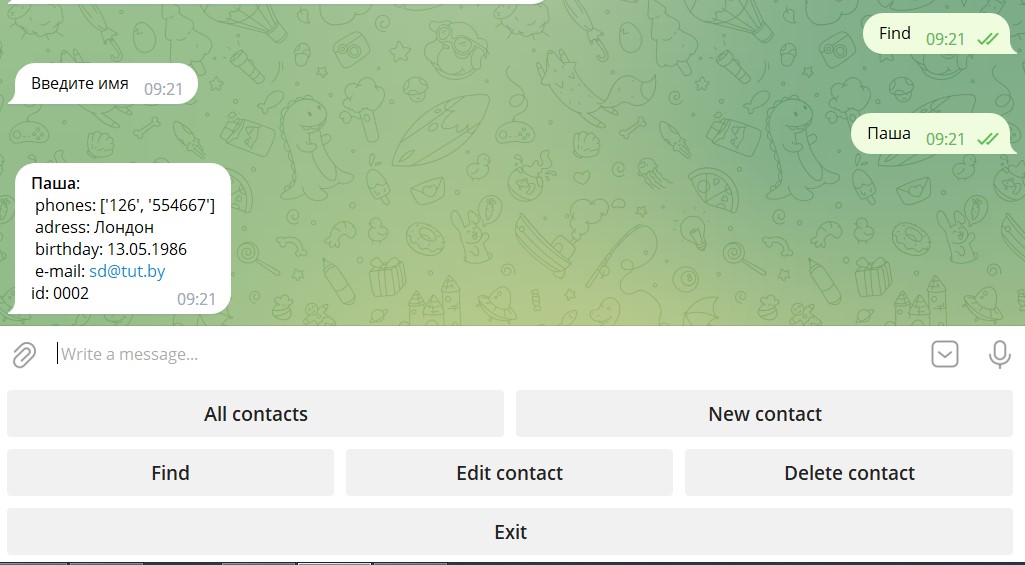 Find 09:21
Введите имя 09:21
Паша 09:21
Паша:
phones: ['126', '554667']
adress: Лондон
birthday: 13.05.1986
e-mail: sd@tut.by
id: 0002 09:21
Write a message...
All contacts New contact
Find Edit contact Delete contact
Exit